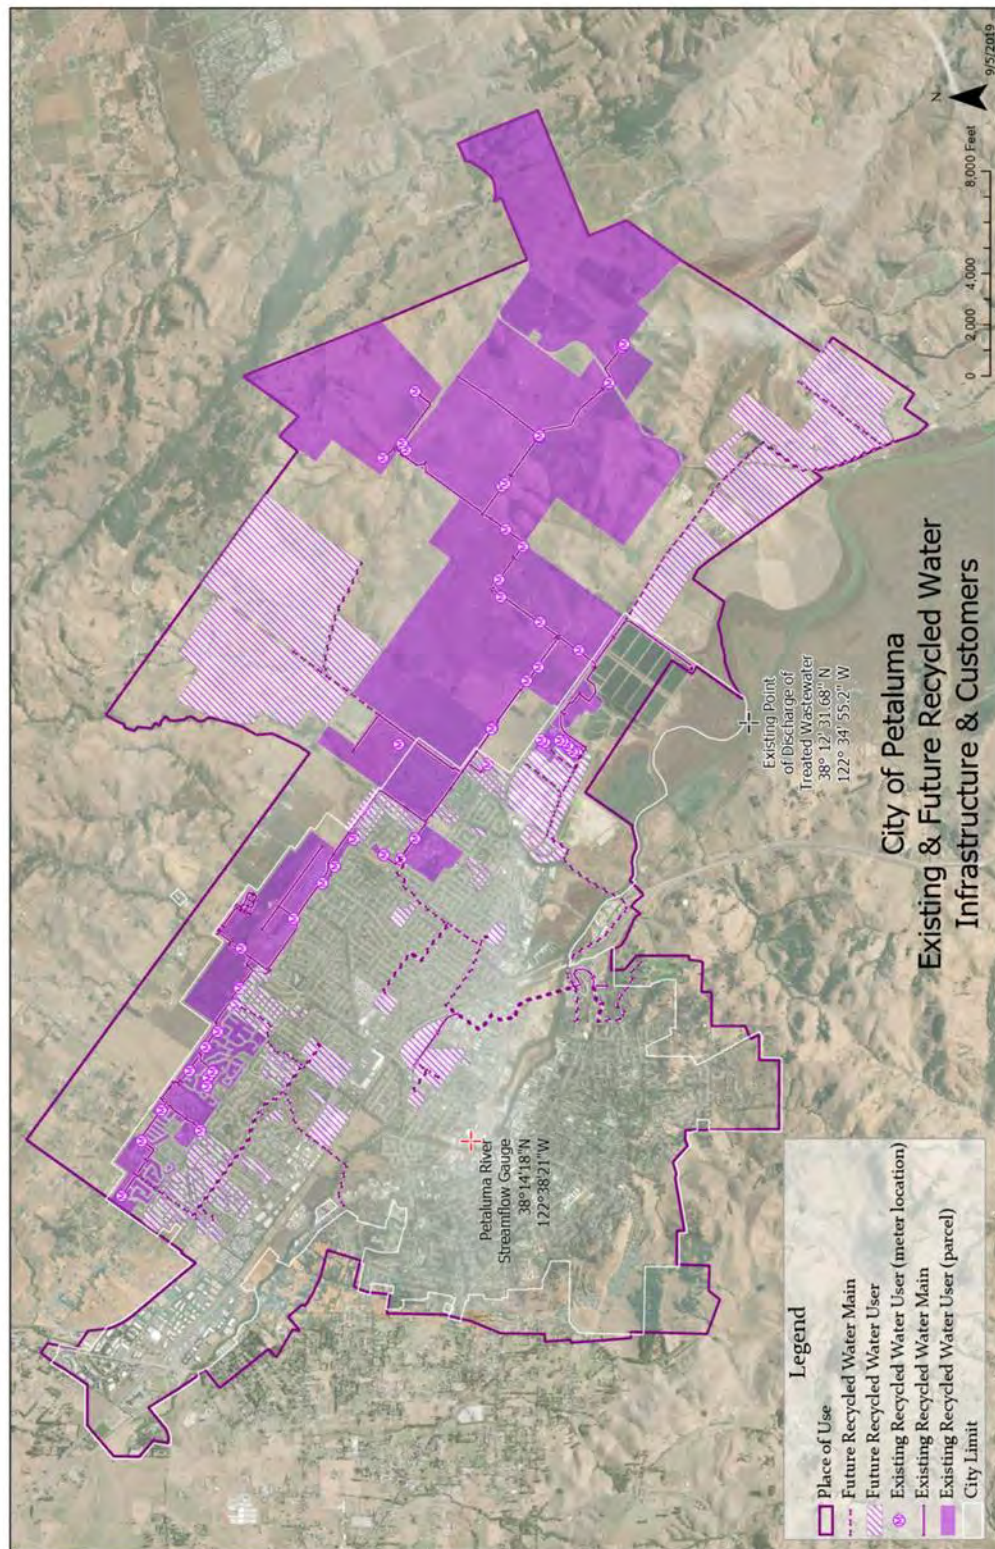 City of Petaluma
Existing & Future Recycled Water
Infrastructure & Customers
Petaluma River
Streamflow Gauge
38°14'18"N
122°38'21"W
Existing Point
of Discharge of
Treated Wastewater
38° 12' 31.68" N
122° 34' 55.2" W
Legend
Place of Use
Future Recycled Water Main
Future Recycled Water User
Existing Recycled Water User (meter location)
Existing Recycled Water Main
Existing Recycled Water User (parcel)
City Limit
N
0 2,000 4,000 8,000 Feet
9/5/2019